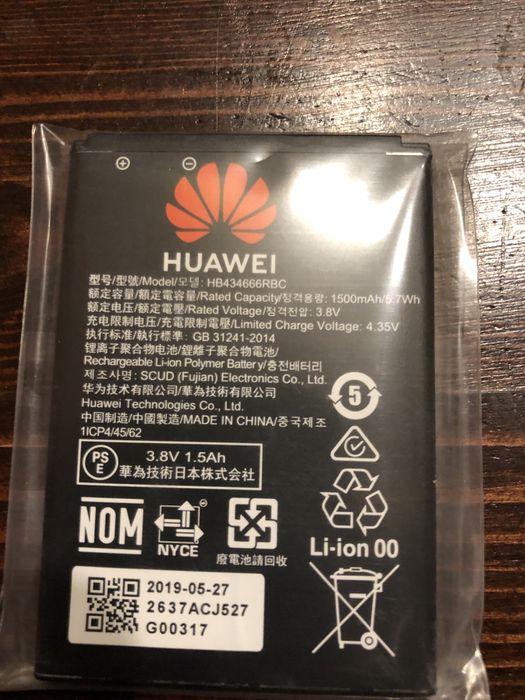 HUAWEI
型号/型號/Model/모델: HB434666RBC
额定容量/額定電容量/Rated Capacity/정격용량: 1500mAh/5.7Wh
额定电压/額定電壓/Rated Voltage/정격전압: 3.8V
充电限制电压/充電限制電壓/Limited Charge Voltage: 4.35V
执行标准/執行標準: GB 31241-2014
锂离子聚合物电池/鋰離子聚合物電池/
Rechargeable Li-ion Polymer Battery/충전배터리
제조시명: SCUD (Fujian) Electronics Co., Ltd.
华为技术有限公司/華為技術有限公司
Huawei Technologies Co., Ltd.
中国制造/中國製造/MADE IN CHINA/중국제조
1ICP4/45/62
5
PS
E
3.8V 1.5Ah
華為技術日本株式会社
NOM
NYCE
廢電池請回收
Li-ion 00
2019-05-27
2637ACJ527
G00317